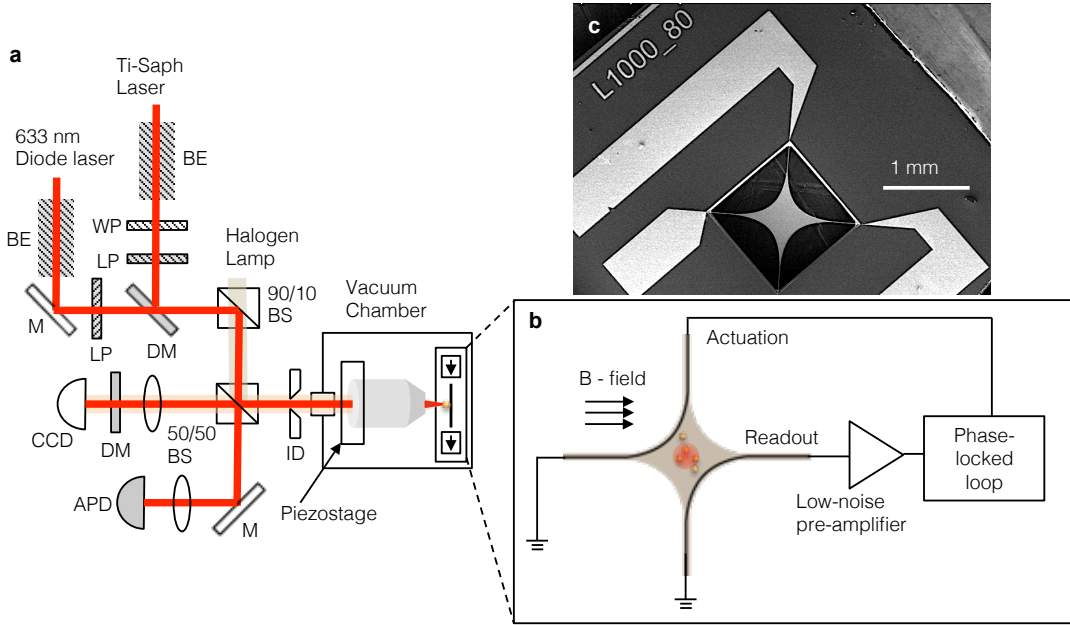 a
Ti-Saph
Laser
633 nm
Diode laser
BE
BE
WP
LP
Halogen
Lamp
90/10
BS
M
LP
DM
Vacuum
Chamber
CCD
DM
50/50
BS
ID
APD
M
Piezostage
c
L1000_80
1 mm
b
Actuation
B - field
Readout
Phase-
locked
loop
Low-noise
pre-amplifier